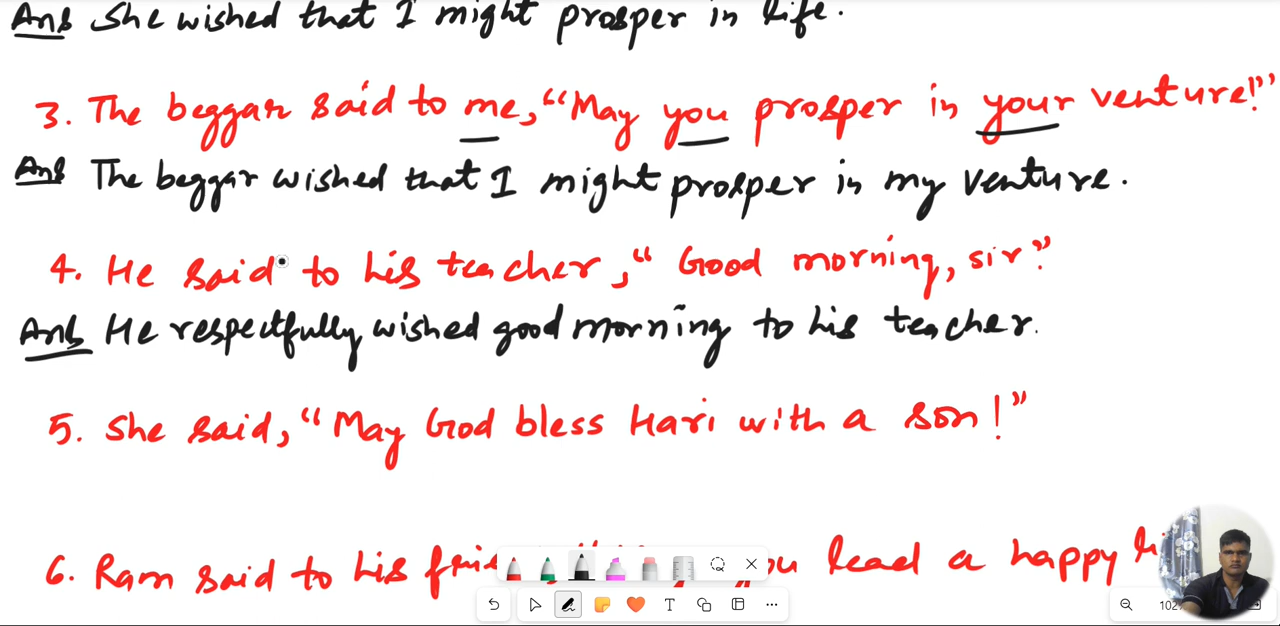 Ans She wished that I might prosper in life.
3. The beggar said to me, "May you prosper in your venture!"
Ans The beggar wished that I might prosper in my venture.
4. He said to his teacher, "Good morning, sir"
Ans He respectfully wished good morning to his teacher.
5. She said, "May God bless Hari with a son!"
6. Ram said to his lead a happy
T